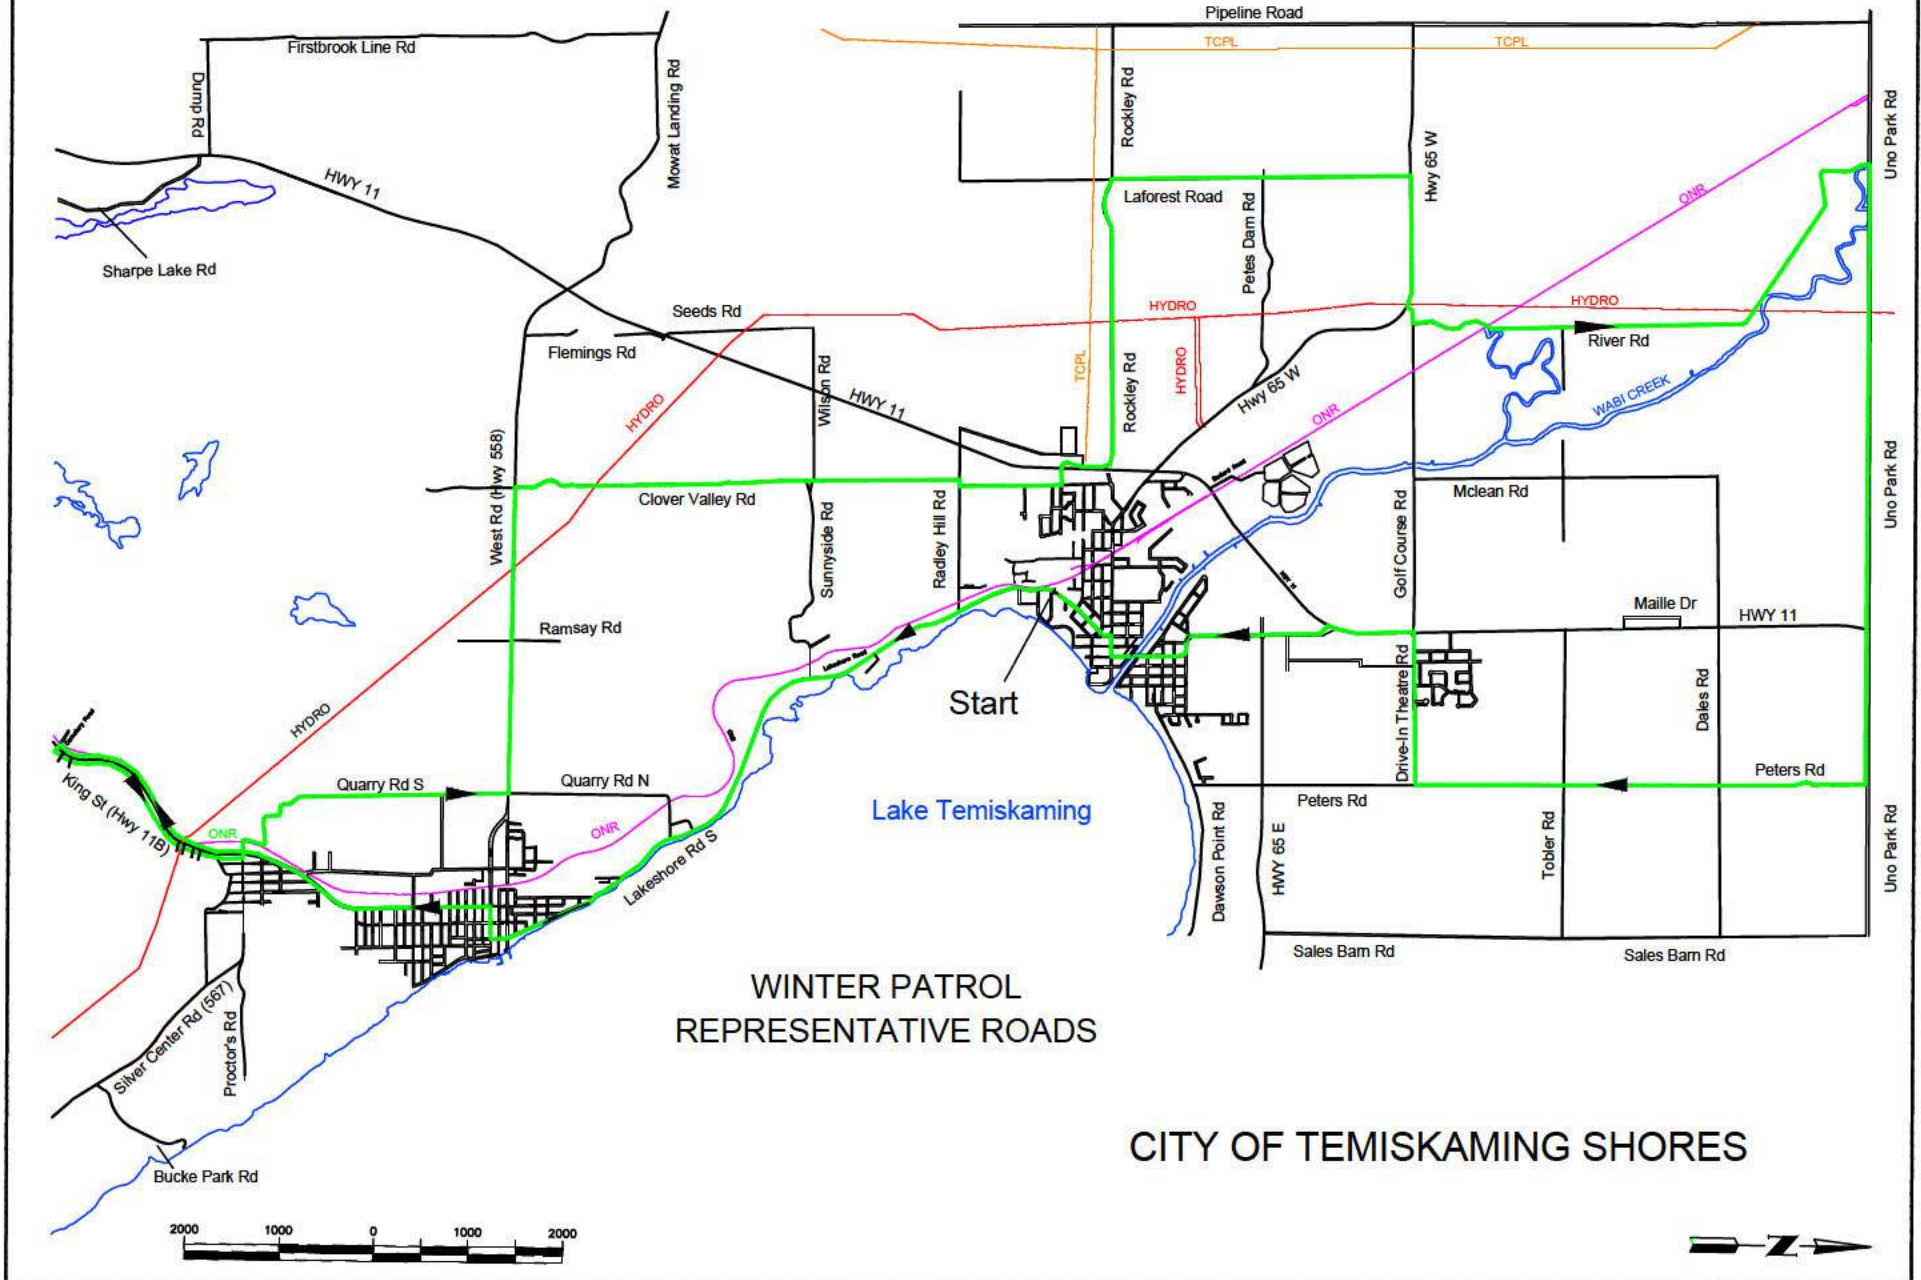 Pipeline Road
Firstbrook Line Rd
TCPL
TCPL
Dump Rd
Mowat Landing Rd
Rockley Rd
Hwy 65 W
Uno Park Rd
HWY 11
Laforest Road
ONR
Petes Dam Rd
Sharpe Lake Rd
Seeds Rd
HYDRO
HYDRO
Flemings Rd
River Rd
TCPL
HYDRO
Rockley Rd
Wilson Rd
HWY 11
Hwy 65 W
HYDRO
ONR
WABI CREEK
West Rd (Hwy 558)
Clover Valley Rd
Mclean Rd
Uno Park Rd
Sunnyside Rd
Radley Hill Rd
Golf Course Rd
Maille Dr
HWY 11
Ramsay Rd
Lakeshore Road
Start
HYDRO
Drive-In Theatre Rd
Dales Rd
King St (Hwy 11B)
Quarry Rd S
Quarry Rd N
Peters Rd
Peters Rd
Lake Temiskaming
ONR
ONR
Lakeshore Rd S
Dawson Point Rd
HWY 65 E
Tobler Rd
Uno Park Rd
Sales Barn Rd
Sales Barn Rd
WINTER PATROL
REPRESENTATIVE ROADS
Silver Center Rd (567)
Proctor's Rd
Bucke Park Rd
CITY OF TEMISKAMING SHORES
2000 1000 0 1000 2000
N